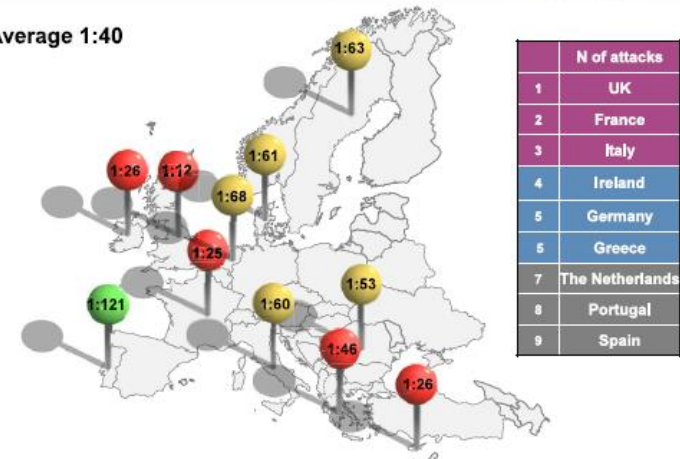 Average 1:40
1:63
1:61
1:26
1:12
1:68
1:25
1:121
1:60
1:53
1:46
1:26
N of attacks
1 UK
2 France
3 Italy
4 Ireland
5 Germany
5 Greece
7 The Netherlands
8 Portugal
9 Spain